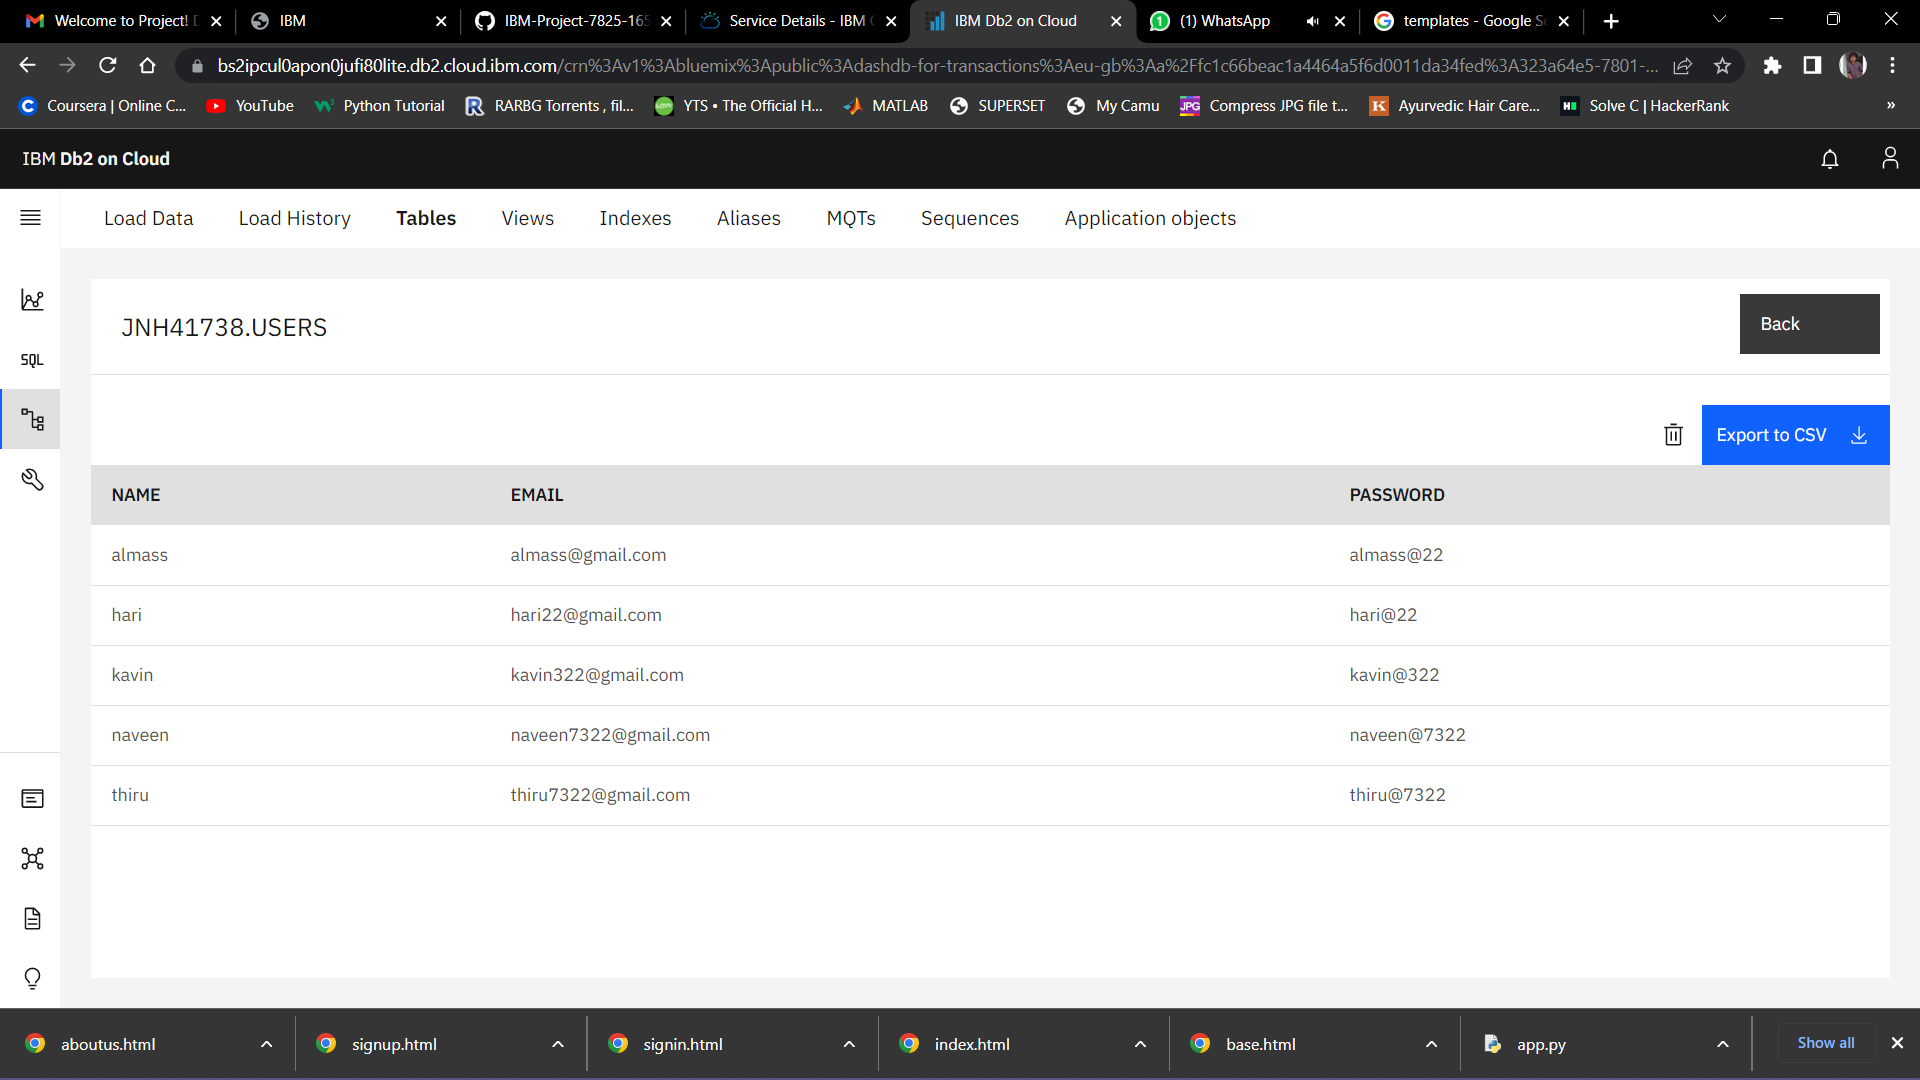 Welcome to Project!
IBM
IBM-Project-7825-165
Service Details - IBM
IBM Db2 on Cloud
(1) WhatsApp
templates - Google Se
bs2ipcul0apon0jufi80lite.db2.cloud.ibm.com/crn%3Av1%3Abluemix%3Apublic%3Adashdb-for-transactions%3Aeu-gb%3Aa%2Ffc1c66beac1a4464a5f6d0011da34fed%3A323a64e5-7801-...
Coursera | Online C...
YouTube
Python Tutorial
RARBG Torrents , fil...
YTS • The Official H...
MATLAB
SUPERSET
My Camu
JPG
Compress JPG file t...
Ayurvedic Hair Care...
Solve C | HackerRank
»
IBM Db2 on Cloud
Load Data
Load History
Tables
Views
Indexes
Aliases
MQTs
Sequences
Application objects
JNH41738.USERS
Back
SQL
Export to CSV
NAME EMAIL PASSWORD
almass almass@gmail.com almass@22
hari hari22@gmail.com hari@22
kavin kavin322@gmail.com kavin@322
naveen naveen7322@gmail.com naveen@7322
thiru thiru7322@gmail.com thiru@7322
aboutus.html
signup.html
signin.html
index.html
base.html
app.py
Show all